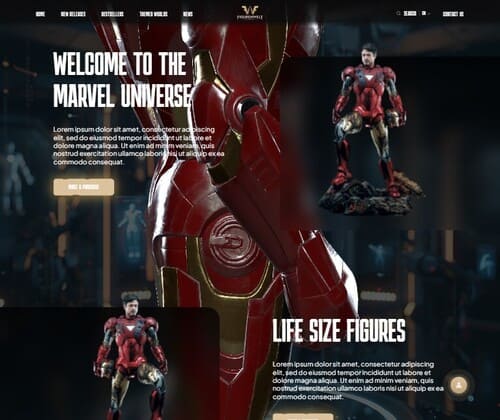 HOME NEW RELEASES BESTSELLERS THEMED WORLDS NEWS SEARCH EN CONTACT US
WELCOME TO THE
MARVEL UNIVERSE
Lorem ipsum dolor sit amet, consectetur adipiscing
elit, sed do eiusmod tempor incididunt ut labore et
dolore magna aliqua. Ut enim ad minim veniam, quis
nostrud exercitation ullamco laboris nisi ut aliquip ex ea
commodo consequat.
LIFE SIZE FIGURES
Lorem ipsum dolor sit amet, consectetur adipiscing
elit, sed do eiusmod tempor incididunt ut labore et
dolore magna aliqua. Ut enim ad minim veniam, quis
nostrud exercitation ullamco laboris nisi ut aliquip ex ea
commodo consequat.